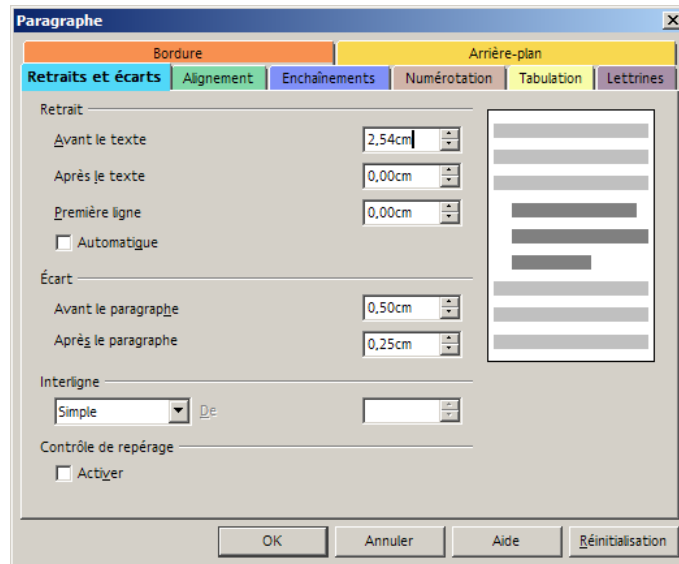 Paragraphe
Bordure Arrière-plan
Retraits et écarts Alignement Enchaînements Numérotation Tabulation Lettrines
Retrait
Avant le texte 2,54cm
Après le texte 0,00cm
Première ligne 0,00cm
Automatique
Écart
Avant le paragraphe 0,50cm
Après le paragraphe 0,25cm
Interligne
Simple De
Contrôle de repérage
Activer
OK Annuler Aide Réinitialisation